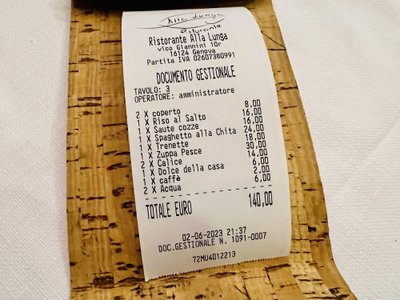 Alla Lunga
Ristorante
Ristorante Alla Lunga
vico Giannini 10r
16124 Genova
Partita IVA 02607380991
DOCUMENTO GESTIONALE
TAVOLO: 3
OPERATORE: amministratore
2 X coperto 8,00
1 X Riso al Salto 16,00
1 X Saute cozze 16,00
1 X Spaghetto alla Chita 24,00
1 X Trenette 18,00
1 X Zuppa Pesce 30,00
2 X Calice 14,00
1 X Dolce della casa 6,00
1 X caffè 2,00
2 X Acqua 6,00
TOTALE EURO 140,00
02-06-2023 21:37
DOC.GESTIONALE N. 1091-0007
72MU4012213